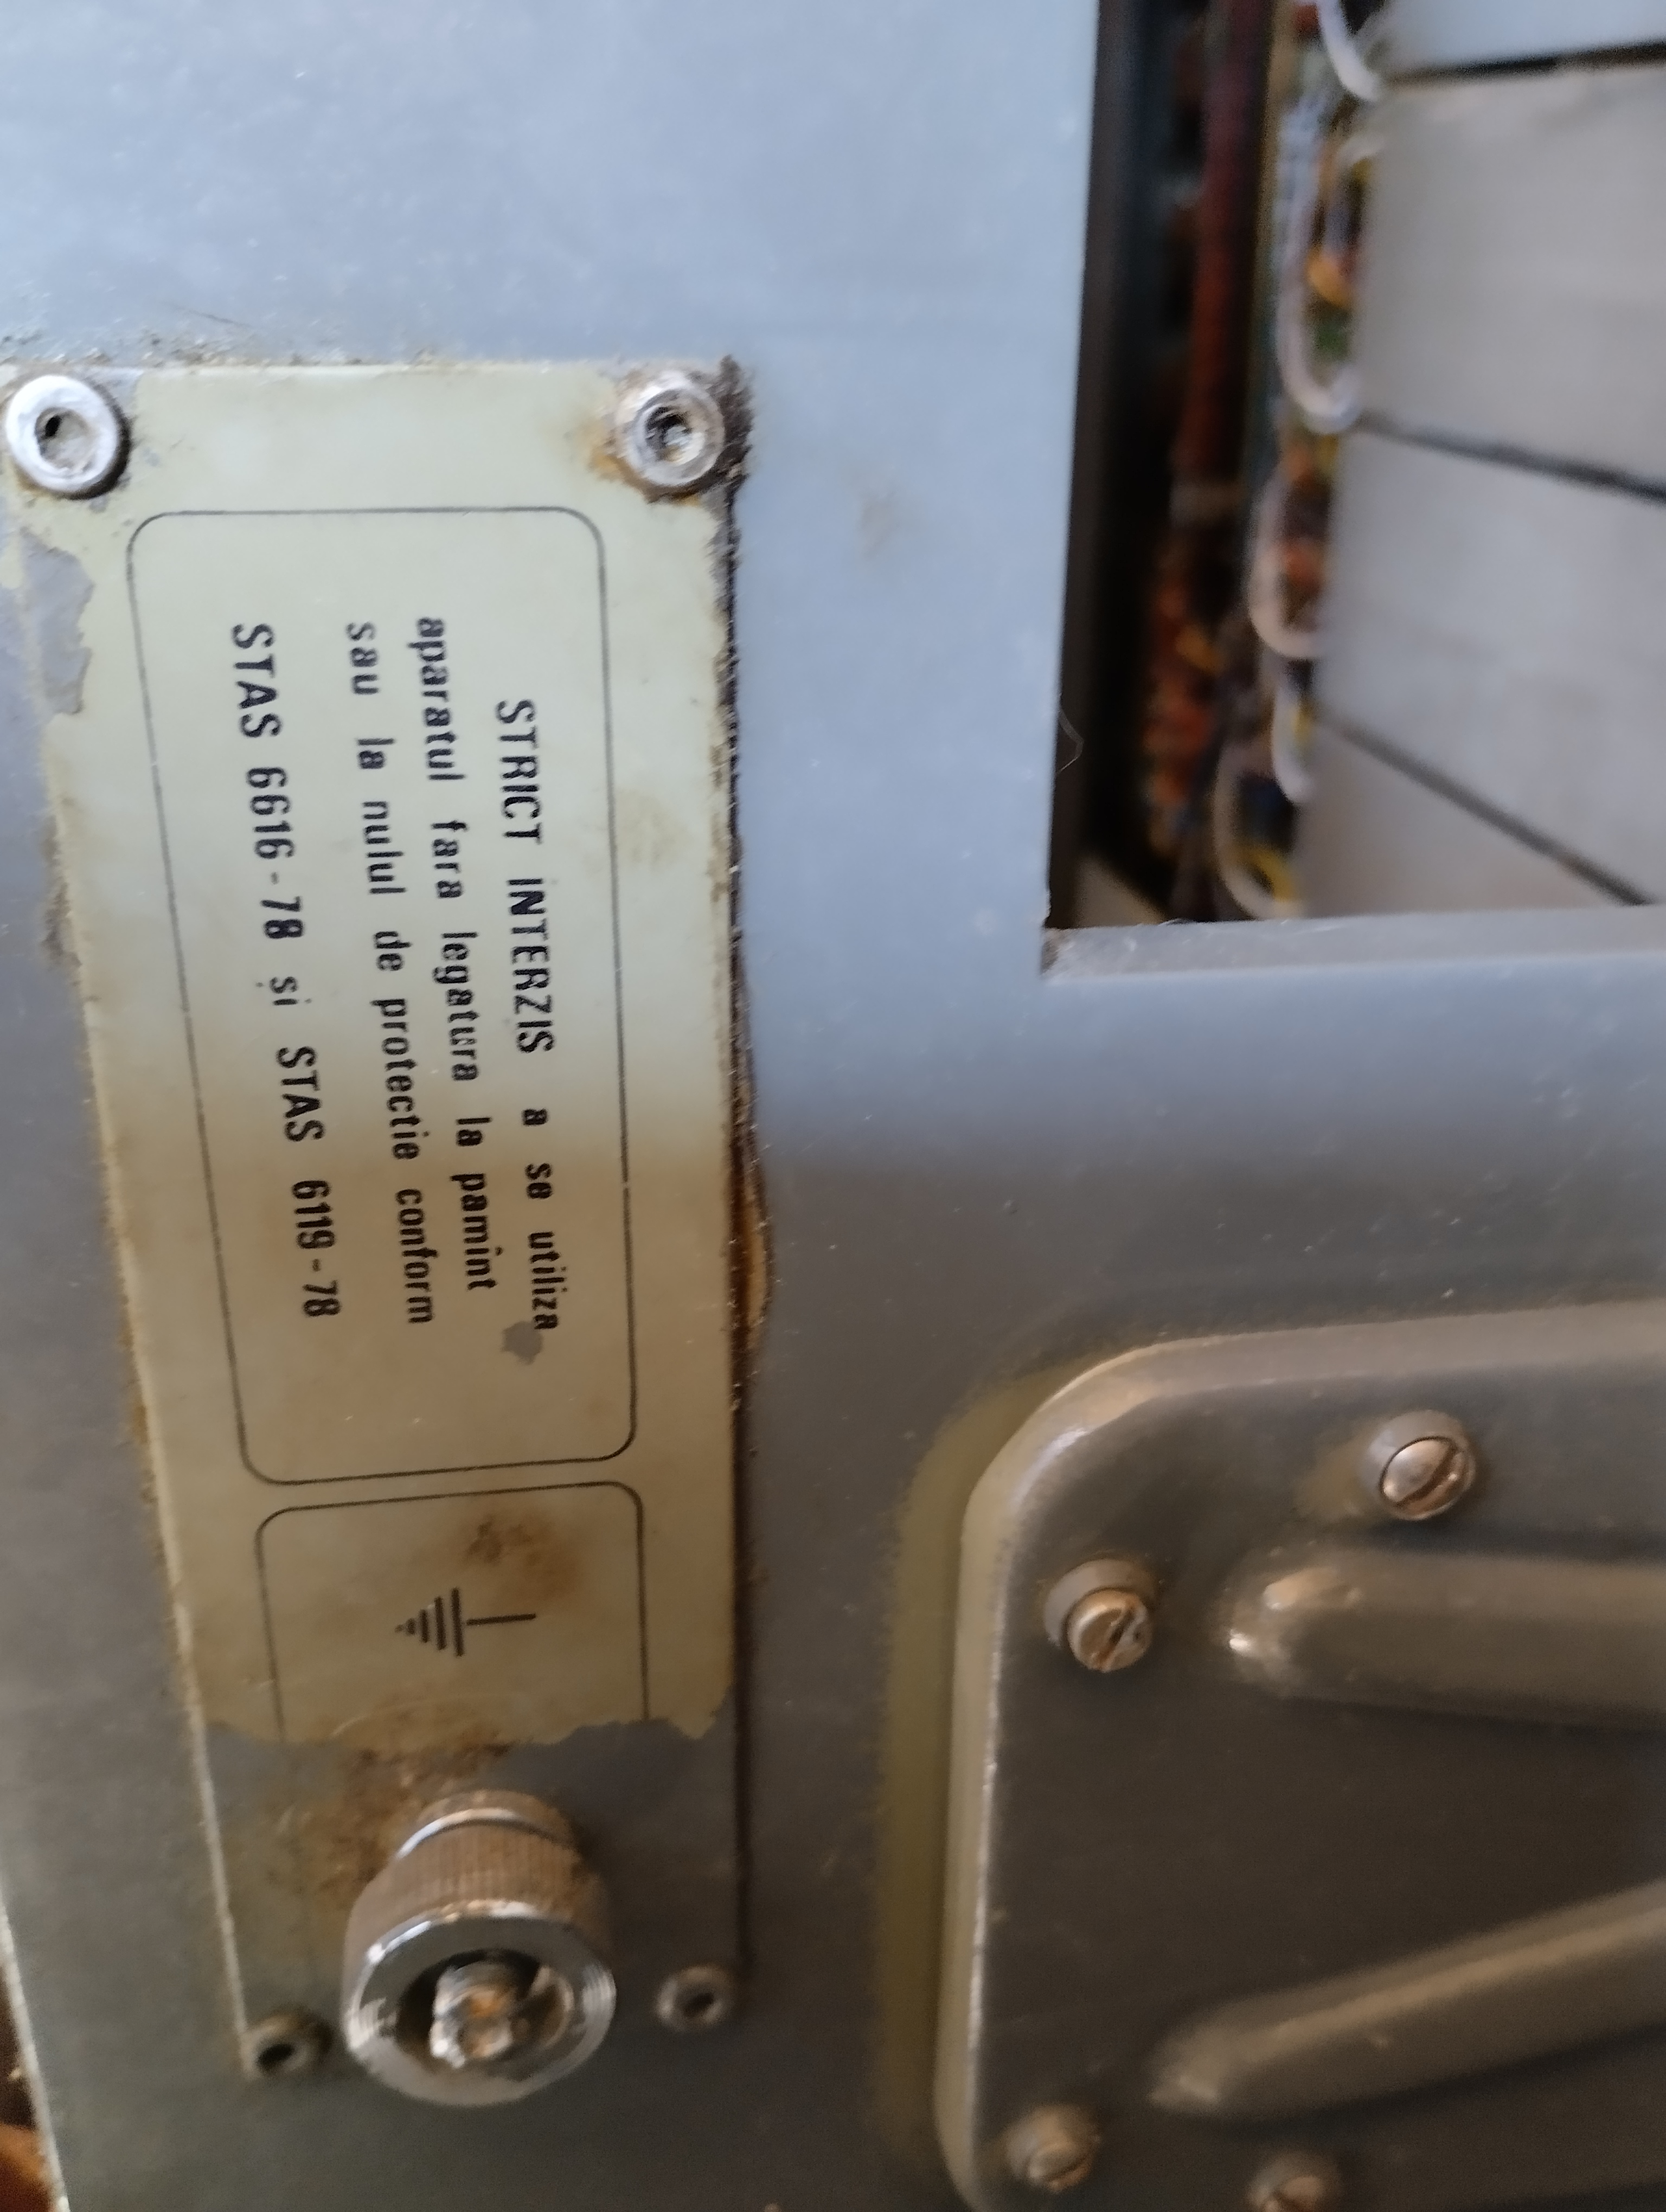 STRICT INTERZIS a se utiliza
aparatul fara legatura la pamint
sau la nulul de protectie conform
STAS 6616-78 și STAS 6119-78